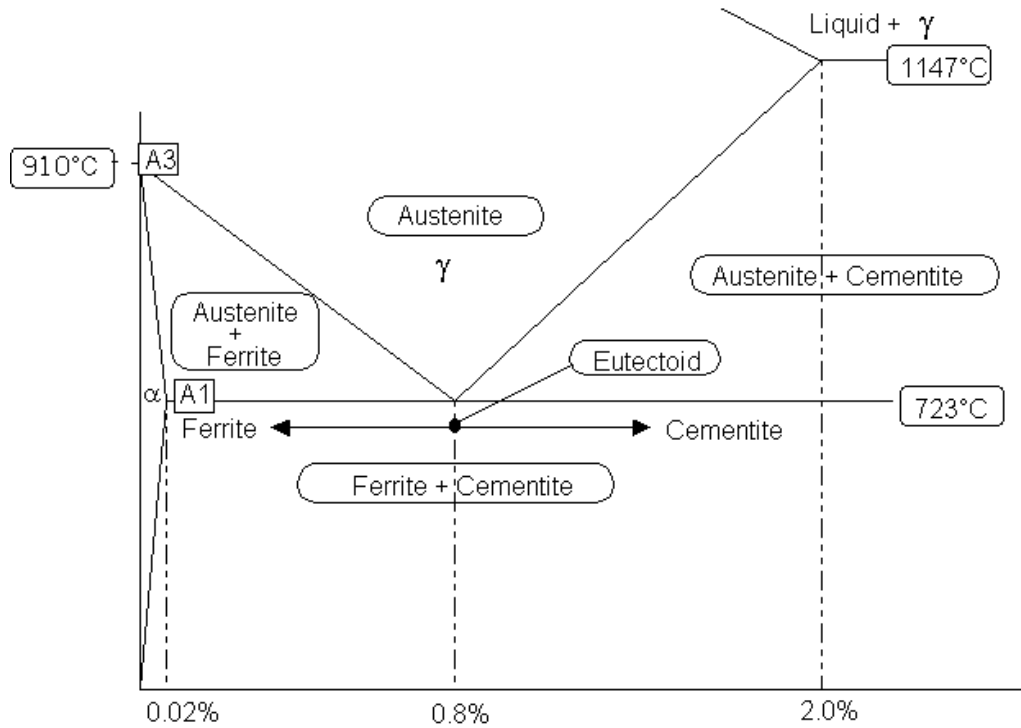 Liquid + γ
1147°C
910°C
A3
Austenite
γ
Austenite + Cementite
Austenite
+
Ferrite
Eutectoid
α
A1
723°C
Ferrite
Cementite
Ferrite + Cementite
0.02%
0.8%
2.0%